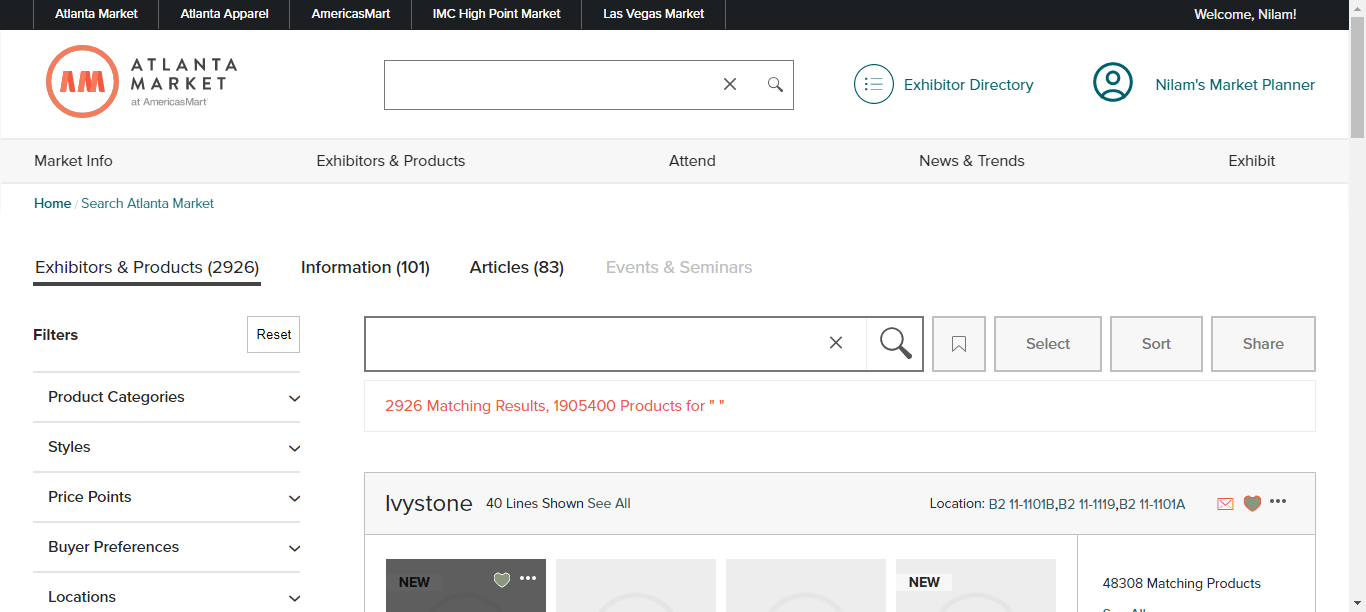 Atlanta Market Atlanta Apparel AmericasMart IMC High Point Market Las Vegas Market Welcome, Nilam!
AM ATLANTA
MARKET
at AmericasMart
Exhibitor Directory Nilam's Market Planner
Market Info Exhibitors & Products Attend News & Trends Exhibit
Home / Search Atlanta Market
Exhibitors & Products (2926) Information (101) Articles (83) Events & Seminars
Filters Reset Select Sort Share
Product Categories
2926 Matching Results, 1905400 Products for " "
Styles
Price Points
Ivystone 40 Lines Shown See All Location: B2 11-1101B,B2 11-1119,B2 11-1101A
Buyer Preferences
NEW NEW 48308 Matching Products
Locations
See All